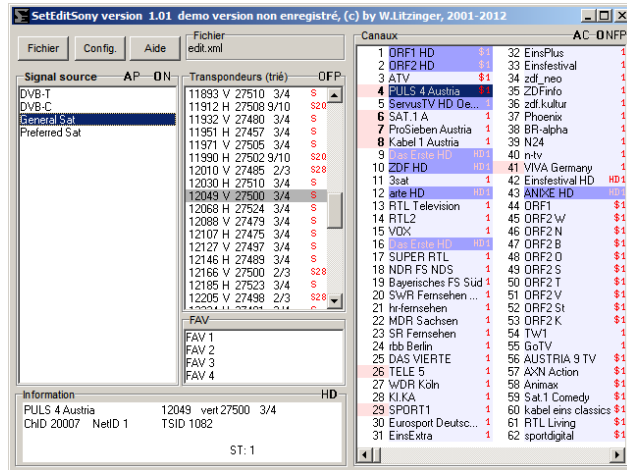 SetEditSony version 1.01 demo version non enregistré, (c) by W.Litzinger, 2001-2012
Fichier
Config.
Aide
Fichier
edit.xml
Signal source AP ON
DVB-T
DVB-C
General Sat
Preferred Sat
Transpondeurs (trié) OFP
11893 V 27510 3/4 S
11912 H 27508 9/10 S20
11932 V 27480 3/4 S
11951 H 27457 3/4 S
11971 V 27505 3/4 S
11990 H 27502 9/10 S20
12010 V 27485 2/3 S28
12030 H 27510 3/4 S
12049 V 27500 3/4 S
12068 H 27524 3/4 S
12088 V 27479 3/4 S
12107 H 27475 3/4 S
12127 V 27497 3/4 S
12146 H 27489 3/4 S
12166 V 27500 2/3 S28
12185 H 27523 3/4 S
12205 V 27498 2/3 S28
FAV
FAV 1
FAV 2
FAV 3
FAV 4
Information HD
PULS 4 Austria 12049 vert 27500 3/4
ChID 20007 NetID 1 TSID 1082
ST: 1
Canaux AC ONFP
1 ORF1 HD $1
2 ORF2 HD $1
3 ATV $1
4 PULS 4 Austria $1
5 ServusTV HD Oe... 1
6 SAT.1 A 1
7 ProSieben Austria 1
8 Kabel 1 Austria 1
9 Das Erste HD HD1
10 ZDF HD HD1
11 3sat 1
12 arte HD HD1
13 RTL Television 1
14 RTL2 1
15 VOX 1
16 Das Erste HD HD1
17 SUPER RTL 1
18 NDR FS NDS 1
19 Bayerisches FS Süd 1
20 SWR Fernsehen ... 1
21 hr-fernsehen 1
22 MDR Sachsen 1
23 SR Fernsehen 1
24 rbb Berlin 1
25 DAS VIERTE 1
26 TELE 5 1
27 WDR Köln 1
28 KI.KA 1
29 SPORT1 1
30 Eurosport Deutsc... 1
31 EinsExtra 1
32 EinsPlus 1
33 Einsfestival 1
34 zdf_neo 1
35 ZDFinfo 1
36 zdf.kultur 1
37 Phoenix 1
38 BR-alpha 1
39 N24 1
40 n-tv 1
41 VIVA Germany 1
42 Einsfestival HD HD1
43 ANIXE HD HD1
44 ORF1 $1
45 ORF2 W $1
46 ORF2 N $1
47 ORF2 B $1
48 ORF2 O $1
49 ORF2 S $1
50 ORF2 T $1
51 ORF2 V $1
52 ORF2 St $1
53 ORF2 K $1
54 TW1 1
55 GoTV 1
56 AUSTRIA 9 TV $1
57 AXN Action $1
58 Animax $1
59 Sat.1 Comedy $1
60 kabel eins classics $1
61 RTL Living $1
62 sportdigital $1